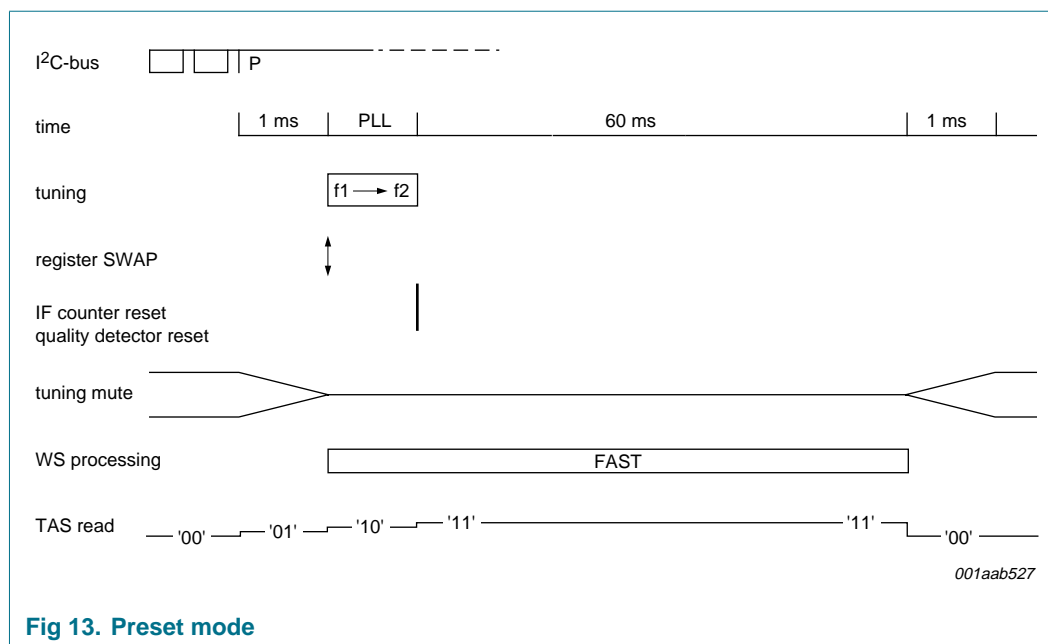 I2C-bus P
time 1 ms PLL 60 ms 1 ms
tuning f1 f2
register SWAP
IF counter reset
quality detector reset
tuning mute
WS processing FAST
TAS read '00' '01' '10' '11' '11' '00'
001aab527
Fig 13. Preset mode